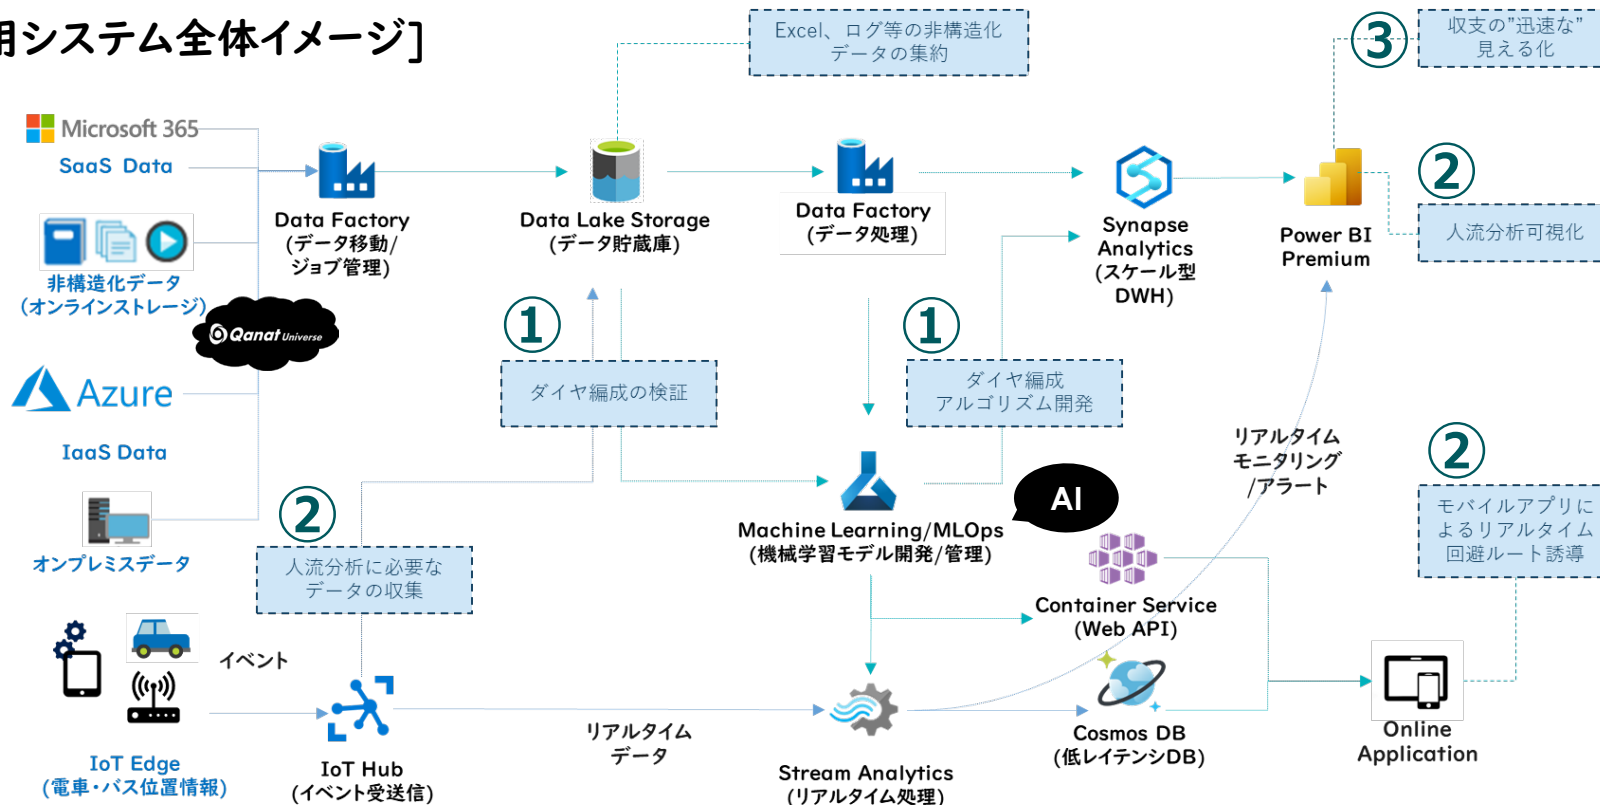 用システム全体イメージ]
Excel、ログ等の非構造化
データの集約
③
収支の”迅速な”
見える化
Microsoft 365
SaaS Data
Data Factory
(データ移動/
ジョブ管理)
Data Lake Storage
(データ貯蔵庫)
Data Factory
(データ処理)
Synapse
Analytics
(スケール型
DWH)
Power BI
Premium
②
人流分析可視化
非構造化データ
(オンラインストレージ)
Qanat Universe
Azure
IaaS Data
オンプレミスデータ
①
ダイヤ編成の検証
①
ダイヤ編成
アルゴリズム開発
リアルタイム
モニタリング
/アラート
②
人流分析に必要な
データの収集
Machine Learning/MLOps
(機械学習モデル開発/管理)
AI
Container Service
(Web API)
②
モバイルアプリに
よるリアルタイム
回避ルート誘導
イベント
IoT Edge
(電車・バス位置情報)
IoT Hub
(イベント受送信)
リアルタイム
データ
Stream Analytics
(リアルタイム処理)
Cosmos DB
(低レイテンシDB)
Online
Application